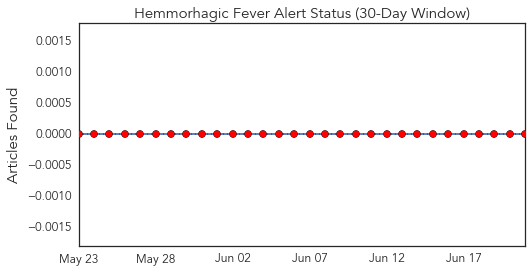 Hemmorhagic Fever Alert Status (30-Day Window)
Articles Found
0.0015
0.0010
0.0005
0.0000
−0.0005
−0.0010
−0.0015
May 23 May 28 Jun 02 Jun 07 Jun 12 Jun 17